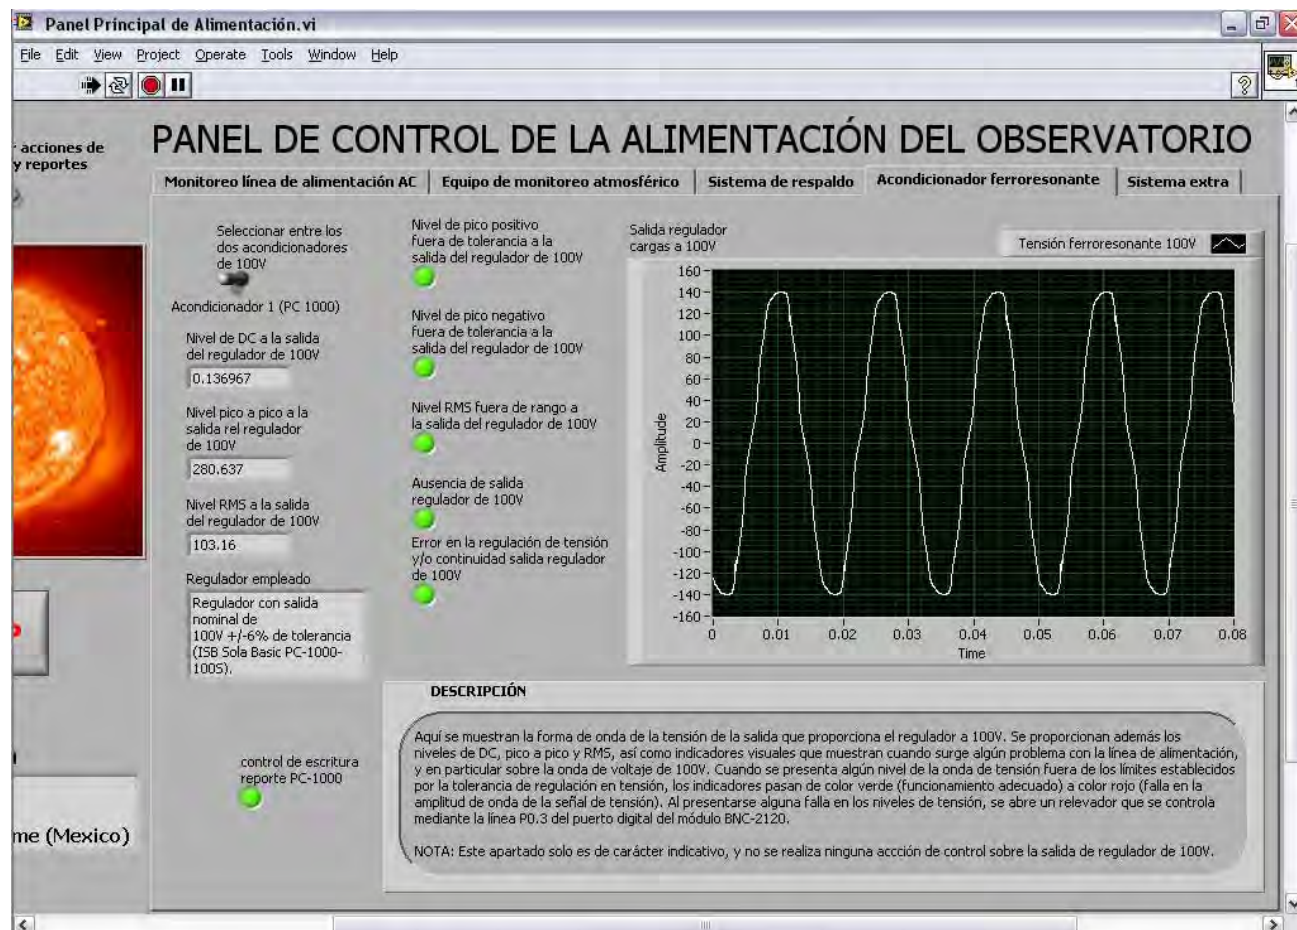 Panel Principal de Alimentación.vi
File Edit View Project Operate Tools Window Help
acciones de
y reportes
PANEL DE CONTROL DE LA ALIMENTACIÓN DEL OBSERVATORIO
Monitoreo línea de alimentación AC
Equipo de monitoreo atmosférico
Sistema de respaldo
Acondicionador ferroresonante
Sistema extra
Seleccionar entre los
dos acondicionadores
de 100V
Acondicionador 1 (PC 1000)
Nivel de DC a la salida
del regulador de 100V
0.136967
Nivel pico a pico a la
salida rel regulador
de 100V
280.637
Nivel RMS a la salida
del regulador de 100V
103.16
Regulador empleado
Regulador con salida
nominal de
100V +/-6% de tolerancia
(ISB Sola Basic PC-1000-
100S).
control de escritura
reporte PC-1000
Nivel de pico positivo
fuera de tolerancia a la
salida del regulador de 100V
Nivel de pico negativo
fuera de tolerancia a la
salida del regulador de 100V
Nivel RMS fuera de rango a
la salida del regulador de 100V
Ausencia de salida
regulador de 100V
Error en la regulación de tensión
y/o continuidad salida regulador
de 100V
Salida regulador
cargas a 100V
Tensión ferroresonante 100V
Amplitude
160
140
120
100
80
60
40
20
0
-20
-40
-60
-80
-100
-120
-140
-160
0 0.01 0.02 0.03 0.04 0.05 0.06 0.07 0.08
Time
DESCRIPCIÓN
Aquí se muestran la forma de onda de la tensión de la salida que proporciona el regulador a 100V. Se proporcionan además los
niveles de DC, pico a pico y RMS, así como indicadores visuales que muestran cuando surge algún problema con la línea de alimentación,
y en particular sobre la onda de voltaje de 100V. Cuando se presenta algún nivel de la onda de tensión fuera de los límites establecidos
por la tolerancia de regulación en tensión, los indicadores pasan de color verde (funcionamiento adecuado) a color rojo (falla en la
amplitud de onda de la señal de tensión). Al presentarse alguna falla en los niveles de tensión, se abre un relevador que se controla
mediante la línea P0.3 del puerto digital del módulo BNC-2120.
NOTA: Este apartado solo es de carácter indicativo, y no se realiza ninguna accción de control sobre la salida de regulador de 100V.
me (Mexico)